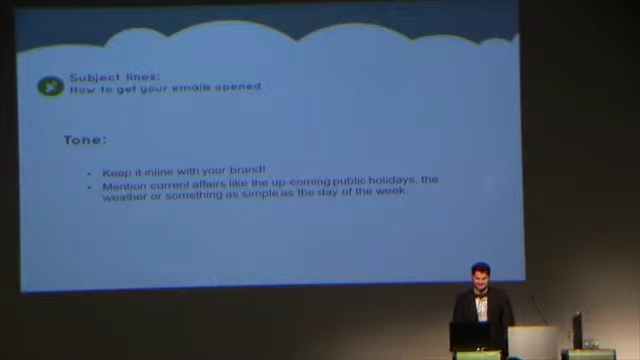 Subject lines:
How to get your emails opened
Tone:
Keep it inline with your brand!
Mention current affairs like the up-coming public holidays, the
weather or something as simple as the day of the week